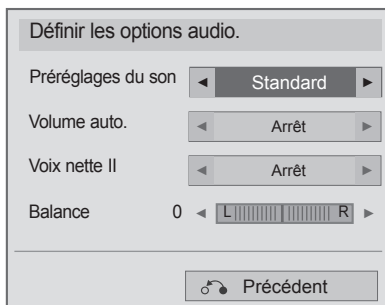 Définir les options audio.
Préréglages du son ◄ Standard ►
Volume auto. ◄ Arrêt ►
Voix nette II ◄ Arrêt ►
Balance 0 ◄ L R ►
Précédent